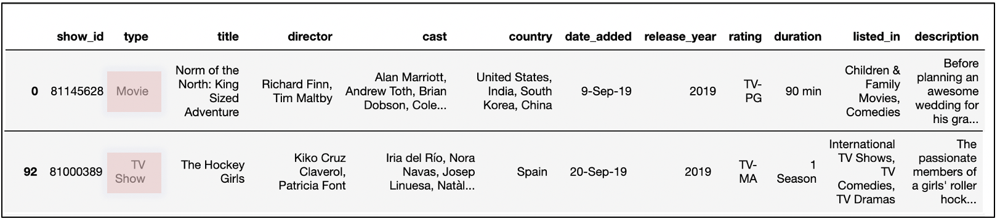 show_id type title director cast country date_added release_year rating duration listed_in description
0 81145628 Movie Norm of the North: King Sized Adventure Richard Finn, Tim Maltby Alan Marriott, Andrew Toth, Brian Dobson, Cole... United States, India, South Korea, China 9-Sep-19 2019 TV-PG 90 min Children & Family Movies, Comedies Before planning an awesome wedding for his gra...
92 81000389 TV Show The Hockey Girls Kiko Cruz Claverol, Patricia Font Iria del Río, Nora Navas, Josep Linuesa, Natàl... Spain 20-Sep-19 2019 TV-MA 1 Season International TV Shows, TV Comedies, TV Dramas The passionate members of a girls' roller hock...